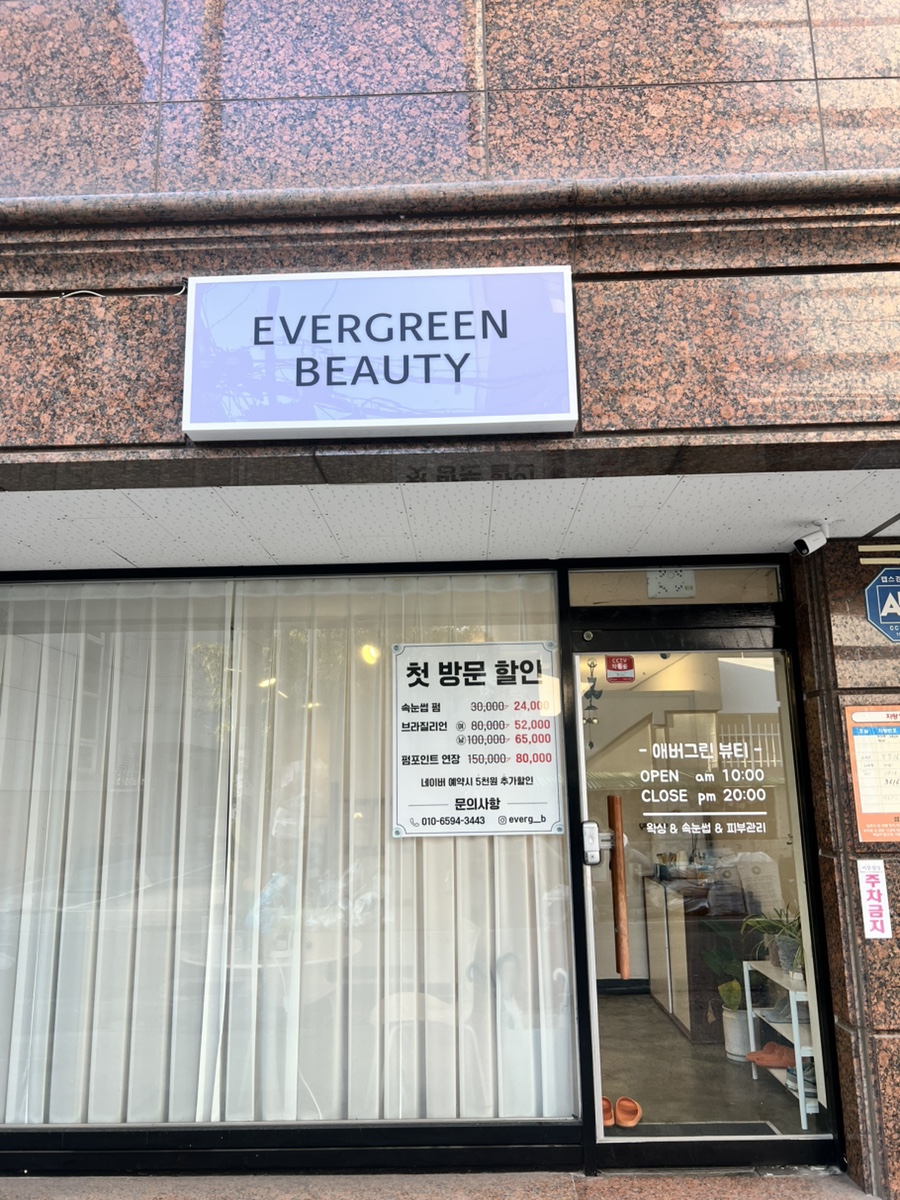 EVERGREEN
BEAUTY
첫 방문 할인
속눈썹 펌 30,000 24,000
브라질리언 여 80,000 52,000
남 100,000 65,000
펌포인트 연장 150,000 80,000
네이버 예약시 5천원 추가할인
문의사항
010-6594-3443 everg__b
CCTV
- 애버그린 뷰티 -
OPEN am 10:00
CLOSE pm 20:00
왁싱 & 속눈썹 & 피부관리
주차금지